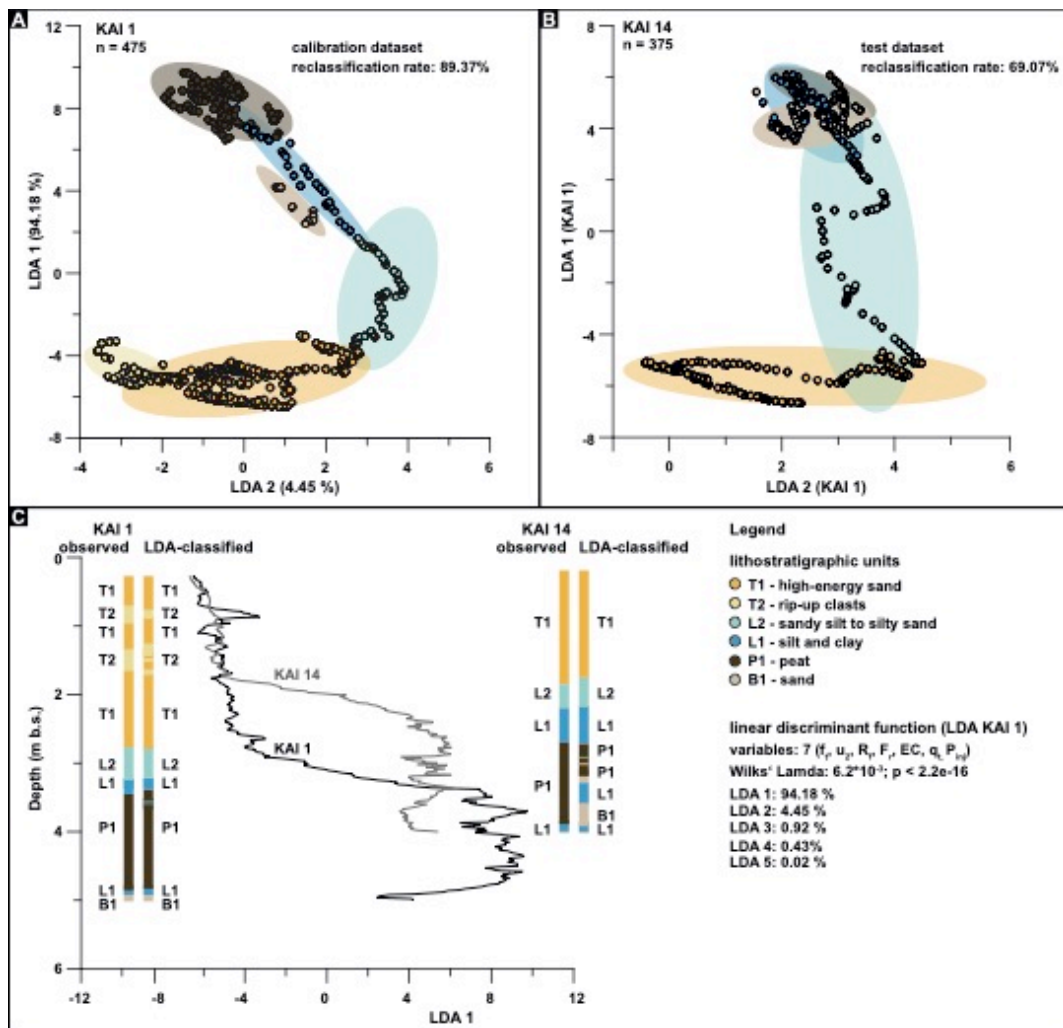 A
KAI 1
n = 475
calibration dataset
reclassification rate: 89.37%
12
8
4
0
-4
-8
LDA 1 (94.18 %)
-4
-2
0
2
4
6
LDA 2 (4.45 %)
B
KAI 14
n = 375
test dataset
reclassification rate: 69.07%
8
4
0
-4
-8
LDA 1 (KAI 1)
0
2
4
6
LDA 2 (KAI 1)
C
KAI 1
observed LDA-classified
T1 T1
T2 T2
T1 T1
T2 T2
T1 T1
L2 L2
L1 L1
P1 P1
L1 L1
B1 B1
KAI 14
KAI 1
0
2
4
6
Depth (m b.s.)
-12
-8
-4
0
4
8
12
LDA 1
KAI 14
observed LDA-classified
T1 T1
L2 L2
L1 L1
P1
P1 P1
L1
B1
L1 L1
Legend
lithostratigraphic units
T1 - high-energy sand
T2 - rip-up clasts
L2 - sandy silt to silty sand
L1 - silt and clay
P1 - peat
B1 - sand
linear discriminant function (LDA KAI 1)
variables: 7 (
EC,
Wilks' Lamda: 6.2*10⁻³; p < 2.2e-16
LDA 1: 94.18 %
LDA 2: 4.45 %
LDA 3: 0.92 %
LDA 4: 0.43%
LDA 5: 0.02 %